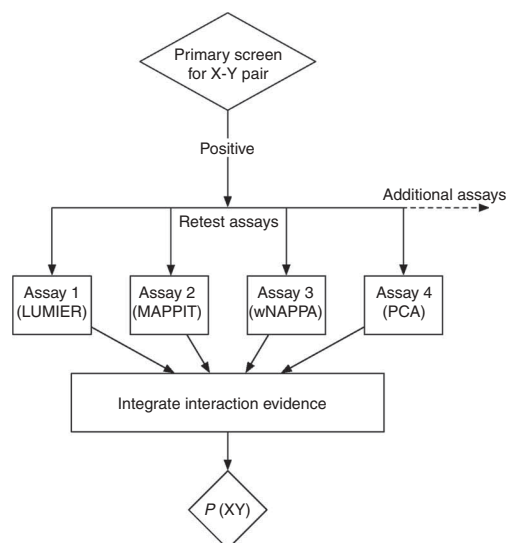 Primary screen
for X-Y pair
Positive
Additional assays
Retest assays
Assay 1
(LUMIER)
Assay 2
(MAPPIT)
Assay 3
(wNAPPA)
Assay 4
(PCA)
Integrate interaction evidence
P (XY)